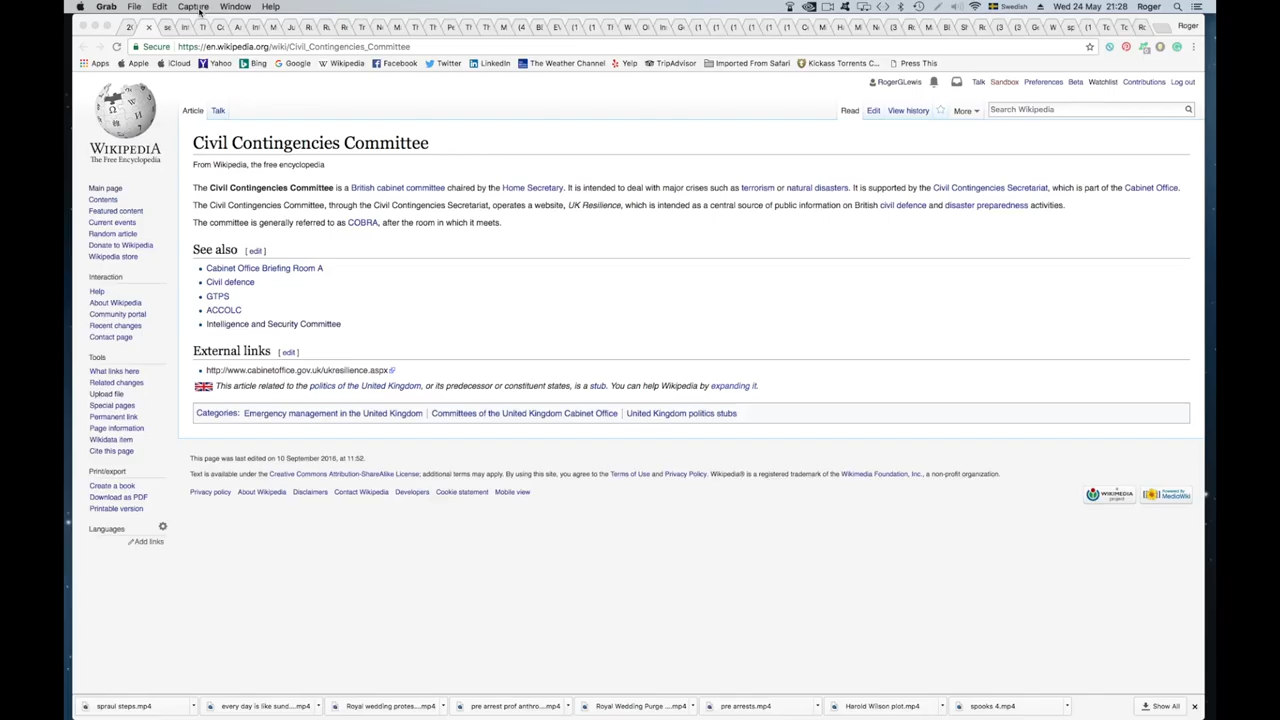 Grab File Edit Capture Window Help Swedish Wed 24 May 21:28 Roger
Roger
Secure https://en.wikipedia.org/wiki/Civil_Contingencies_Committee
Apps Apple iCloud Yahoo Bing Google Wikipedia Facebook Twitter LinkedIn The Weather Channel Yelp TripAdvisor Imported From Safari Kickass Torrents C... Press This
RogerGLewis Talk Sandbox Preferences Beta Watchlist Contributions Log out
Article Talk Read Edit View history More Search Wikipedia
WIKIPEDIA
The Free Encyclopedia
Main page
Contents
Featured content
Current events
Random article
Donate to Wikipedia
Wikipedia store
Interaction
Help
About Wikipedia
Community portal
Recent changes
Contact page
Tools
What links here
Related changes
Upload file
Special pages
Permanent link
Page information
Wikidata item
Cite this page
Print/export
Create a book
Download as PDF
Printable version
Languages
Add links
Civil Contingencies Committee
From Wikipedia, the free encyclopedia
The Civil Contingencies Committee is a British cabinet committee chaired by the Home Secretary. It is intended to deal with major crises such as terrorism or natural disasters. It is supported by the Civil Contingencies Secretariat, which is part of the Cabinet Office.
The Civil Contingencies Committee, through the Civil Contingencies Secretariat, operates a website, UK Resilience, which is intended as a central source of public information on British civil defence and disaster preparedness activities.
The committee is generally referred to as COBRA, after the room in which it meets.
See also [ edit ]
Cabinet Office Briefing Room A
Civil defence
GTPS
ACCOLC
Intelligence and Security Committee
External links [ edit ]
http://www.cabinetoffice.gov.uk/ukresilience.aspx
This article related to the politics of the United Kingdom, or its predecessor or constituent states, is a stub. You can help Wikipedia by expanding it.
Categories: Emergency management in the United Kingdom | Committees of the United Kingdom Cabinet Office | United Kingdom politics stubs
This page was last edited on 10 September 2016, at 11:52.
Text is available under the Creative Commons Attribution-ShareAlike License; additional terms may apply. By using this site, you agree to the Terms of Use and Privacy Policy. Wikipedia® is a registered trademark of the Wikimedia Foundation, Inc., a non-profit organization.
Privacy policy About Wikipedia Disclaimers Contact Wikipedia Developers Cookie statement Mobile view
WIKIMEDIA project Powered by MediaWiki
spraul steps.mp4 every day is like sund....mp4 Royal wedding protes....mp4 pre arrest prof anthro....mp4 Royal Wedding Purge ....mp4 pre arrests.mp4 Harold Wilson plot.mp4 spooks 4.mp4 Show All